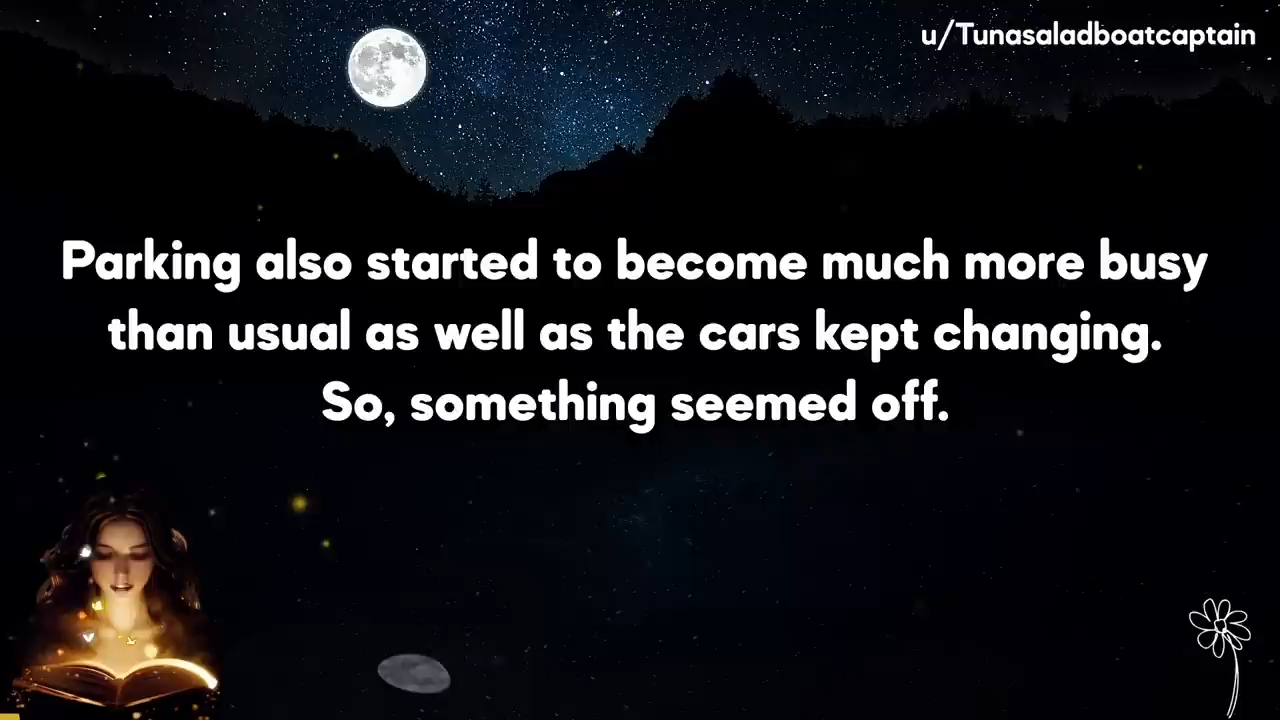 u/Tunasaladboatcaptain
Parking also started to become much more busy
than usual as well as the cars kept changing.
So, something seemed off.